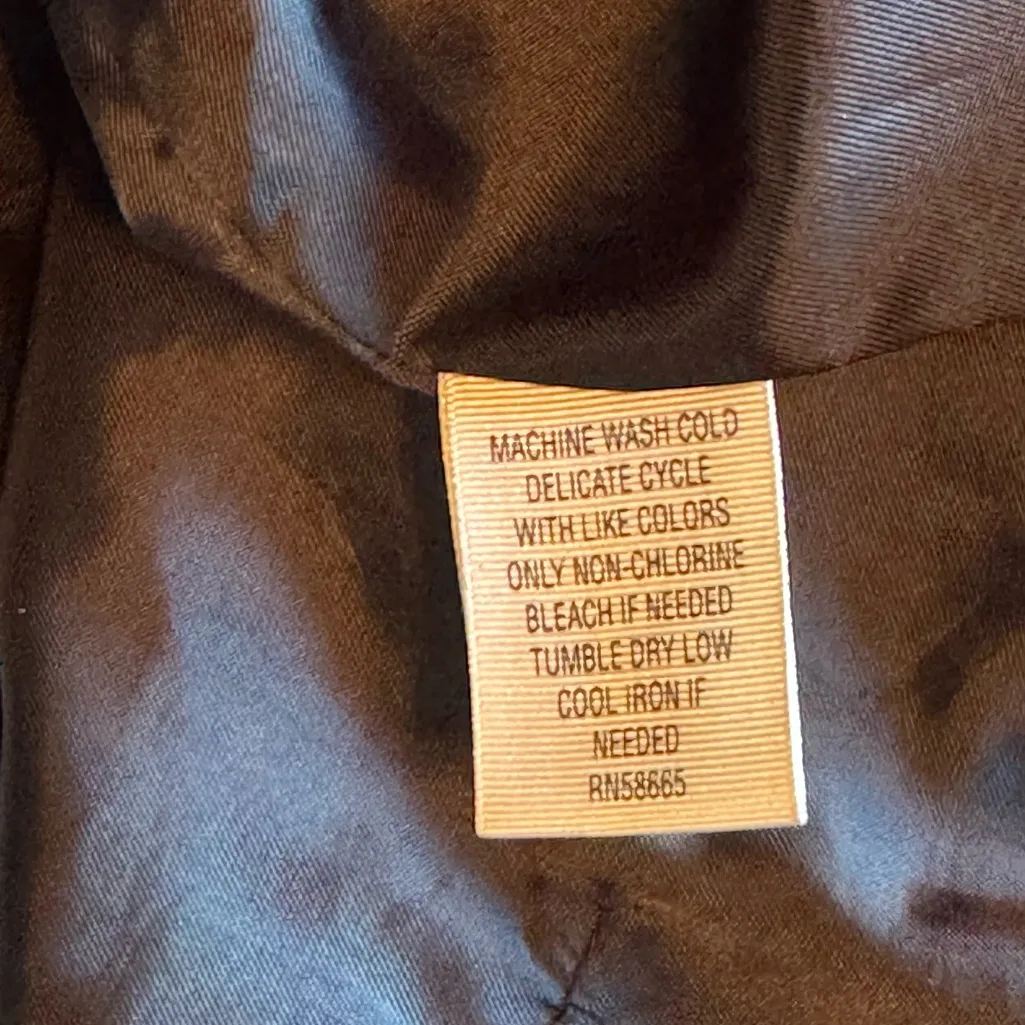 MACHINE WASH COLD
DELICATE CYCLE
WITH LIKE COLORS
ONLY NON-CHLORINE
BLEACH IF NEEDED
TUMBLE DRY LOW
COOL IRON IF
NEEDED
RN58665